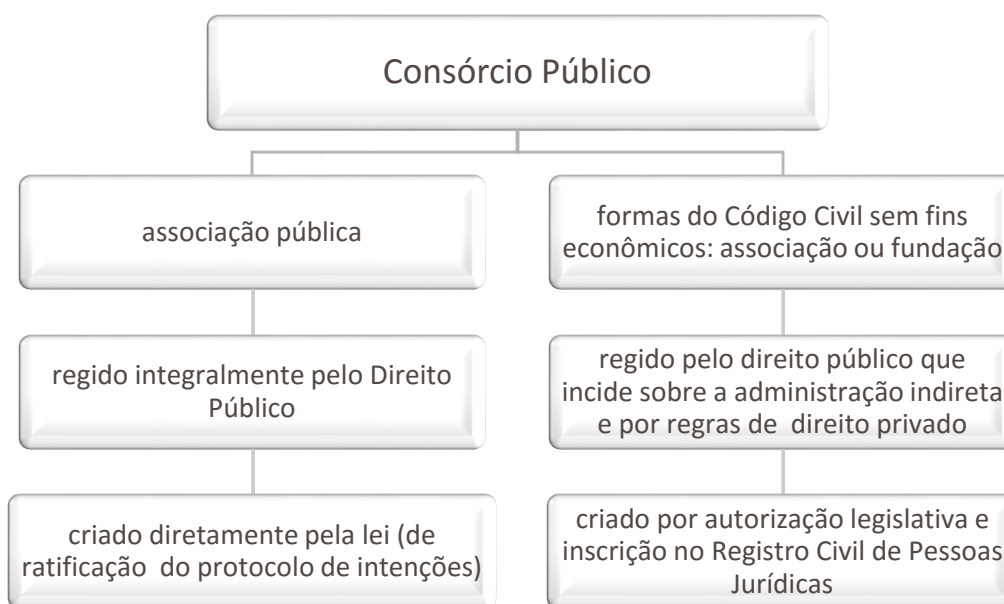 Consórcio Público
associação pública
formas do Código Civil sem fins
econômicos: associação ou fundação
regido integralmente pelo Direito
Público
regido pelo direito público que
incide sobre a administração indireta
e por regras de direito privado
criado diretamente pela lei (de
ratificação do protocolo de intenções)
criado por autorização legislativa e
inscrição no Registro Civil de Pessoas
Jurídicas